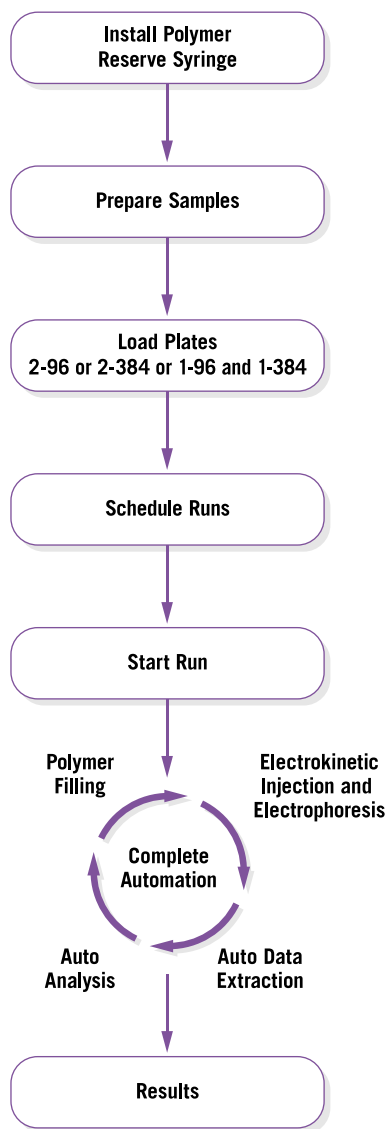 Install Polymer
Reserve Syringe
Prepare Samples
Load Plates
2-96 or 2-384 or 1-96 and 1-384
Schedule Runs
Start Run
Polymer
Filling
Electrokinetic
Injection and
Electrophoresis
Complete
Automation
Auto
Analysis
Auto Data
Extraction
Results